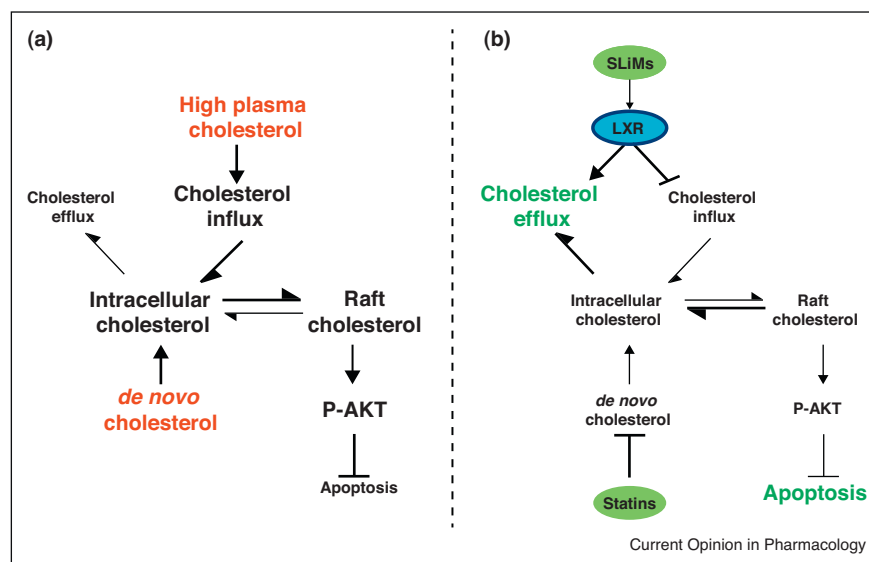 (a)
High plasma
cholesterol
Cholesterol
efflux
Cholesterol
influx
Intracellular
cholesterol
Raft
cholesterol
de novo
cholesterol
P-AKT
Apoptosis
(b)
SLiMs
LXR
Cholesterol
efflux
Cholesterol
influx
Intracellular
cholesterol
Raft
cholesterol
de novo
cholesterol
P-AKT
Statins
Apoptosis
Current Opinion in Pharmacology